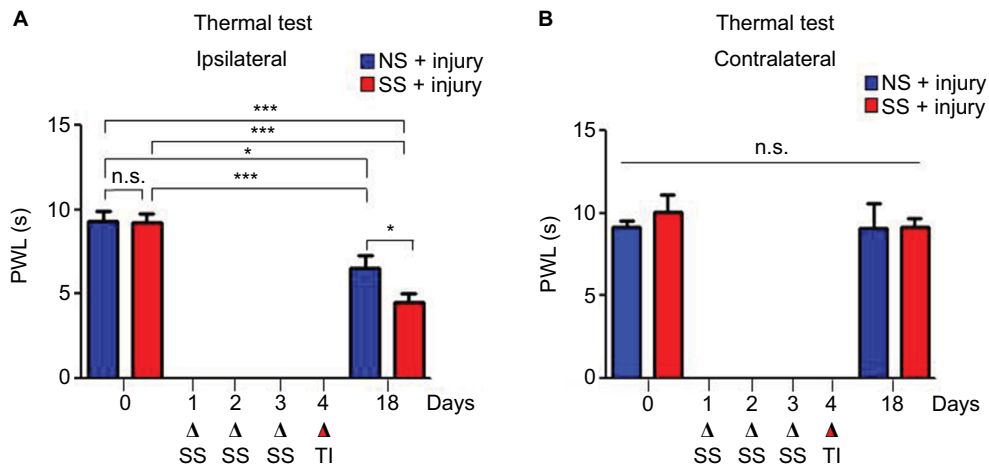 A
Thermal test
Ipsilateral
NS + injury
SS + injury
***
***
*
n.s.
***
*
15
10
5
0
PWL (s)
0 1 2 3 4 18 Days
SS SS SS TI
B
Thermal test
Contralateral
NS + injury
SS + injury
n.s.
15
10
5
0
PWL (s)
0 1 2 3 4 18 Days
SS SS SS TI